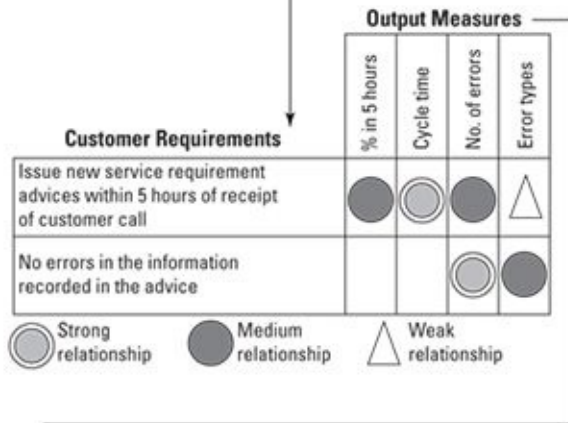 Output Measures
% in 5 hours
Cycle time
No. of errors
Error types
Customer Requirements
Issue new service requirement
advices within 5 hours of receipt
of customer call
No errors in the information
recorded in the advice
Strong
relationship
Medium
relationship
Weak
relationship